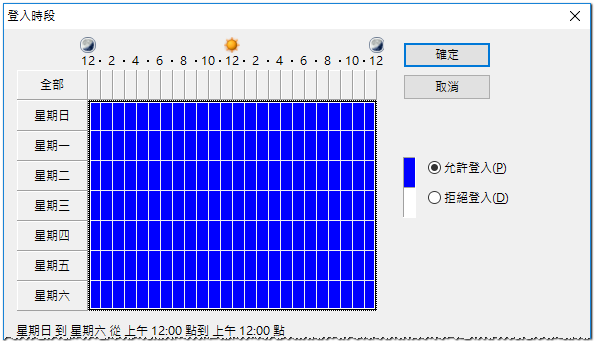 登入時段
12・2・4・6・8・10・12・2・4・6・8・10・12
確定
取消
全部
星期日
星期一
星期二
星期三
星期四
星期五
星期六
允許登入(P)
拒絕登入(D)
星期日 到 星期六 從 上午 12:00 點到 上午 12:00 點